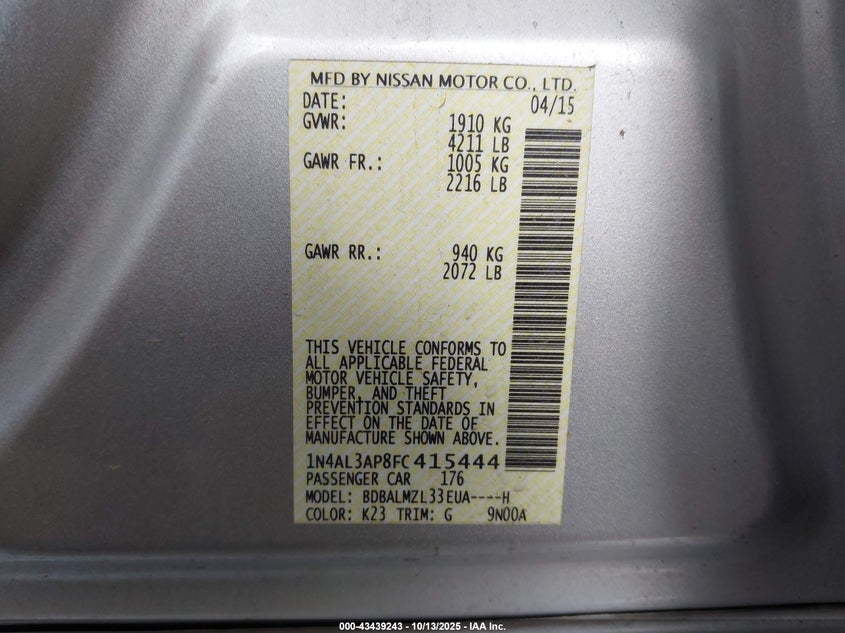 MFD BY NISSAN MOTOR CO., LTD.
DATE: 04/15
GVWR: 1910 KG
4211 LB
GAWR FR.: 1005 KG
2216 LB
GAWR RR.: 940 KG
2072 LB
THIS VEHICLE CONFORMS TO
ALL APPLICABLE FEDERAL
MOTOR VEHICLE SAFETY,
BUMPER, AND THEFT
PREVENTION STANDARDS IN
EFFECT ON THE DATE OF
MANUFACTURE SHOWN ABOVE.
1N4AL3AP8FC415444
PASSENGER CAR 176
MODEL: BDBALMZL33EUA----H
COLOR: K23 TRIM: G 9N00A
000-43439243 - 10/13/2025 - IAA Inc.